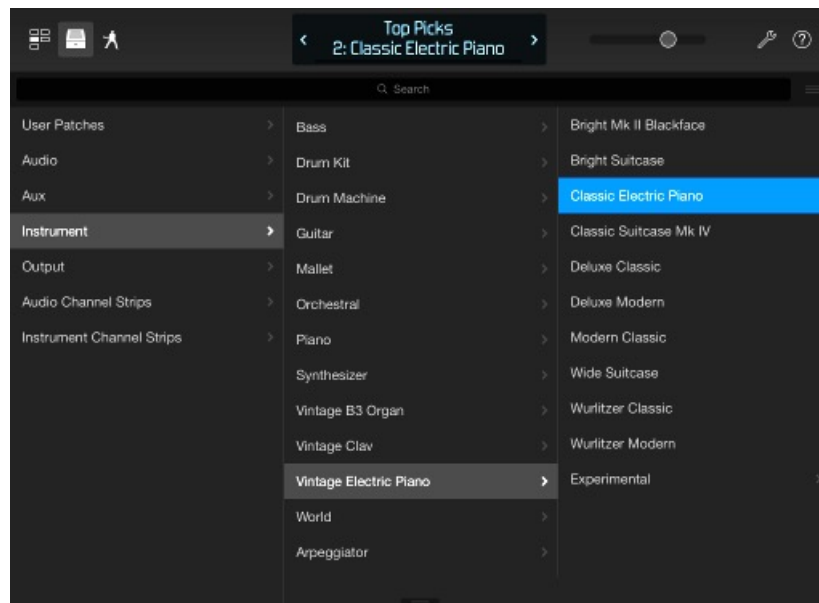 Top Picks
2: Classic Electric Piano
Search
User Patches
Audio
Aux
Instrument
Output
Audio Channel Strips
Instrument Channel Strips
Bass
Drum Kit
Drum Machine
Guitar
Mallet
Orchestral
Piano
Synthesizer
Vintage B3 Organ
Vintage Clav
Vintage Electric Piano
World
Arpeggiator
Bright Mk II Blackface
Bright Suitcase
Classic Electric Piano
Classic Suitcase Mk IV
Deluxe Classic
Deluxe Modern
Modern Classic
Wide Suitcase
Wurlitzer Classic
Wurlitzer Modern
Experimental